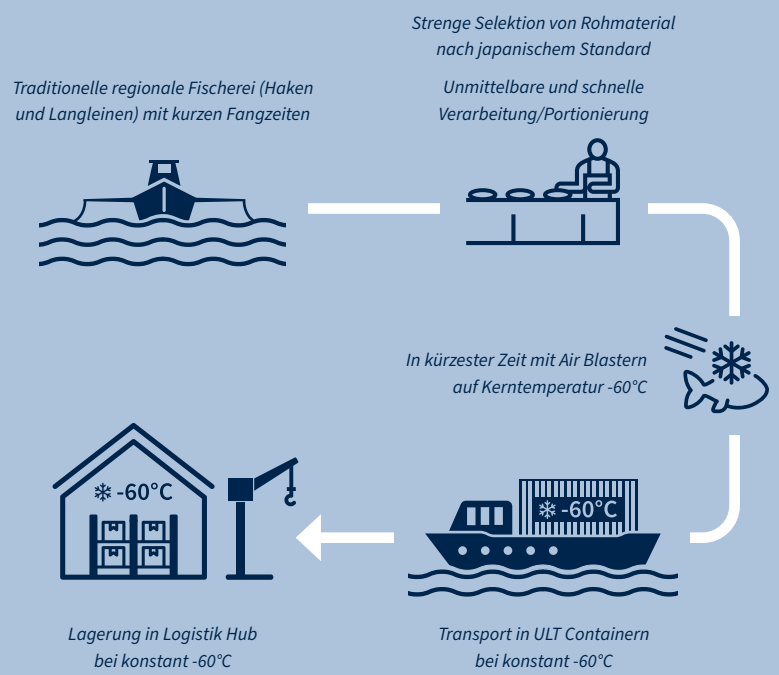 Traditionelle regionale Fischerei (Haken
und Langleinen) mit kurzen Fangzeiten
Strenge Selektion von Rohmaterial
nach japanischem Standard
Unmittelbare und schnelle
Verarbeitung/Portionierung
In kürzester Zeit mit Air Blastern
auf Kerntemperatur -60°C
-60°C
Transport in ULT Containern
bei konstant -60°C
-60°C
Lagerung in Logistik Hub
bei konstant -60°C